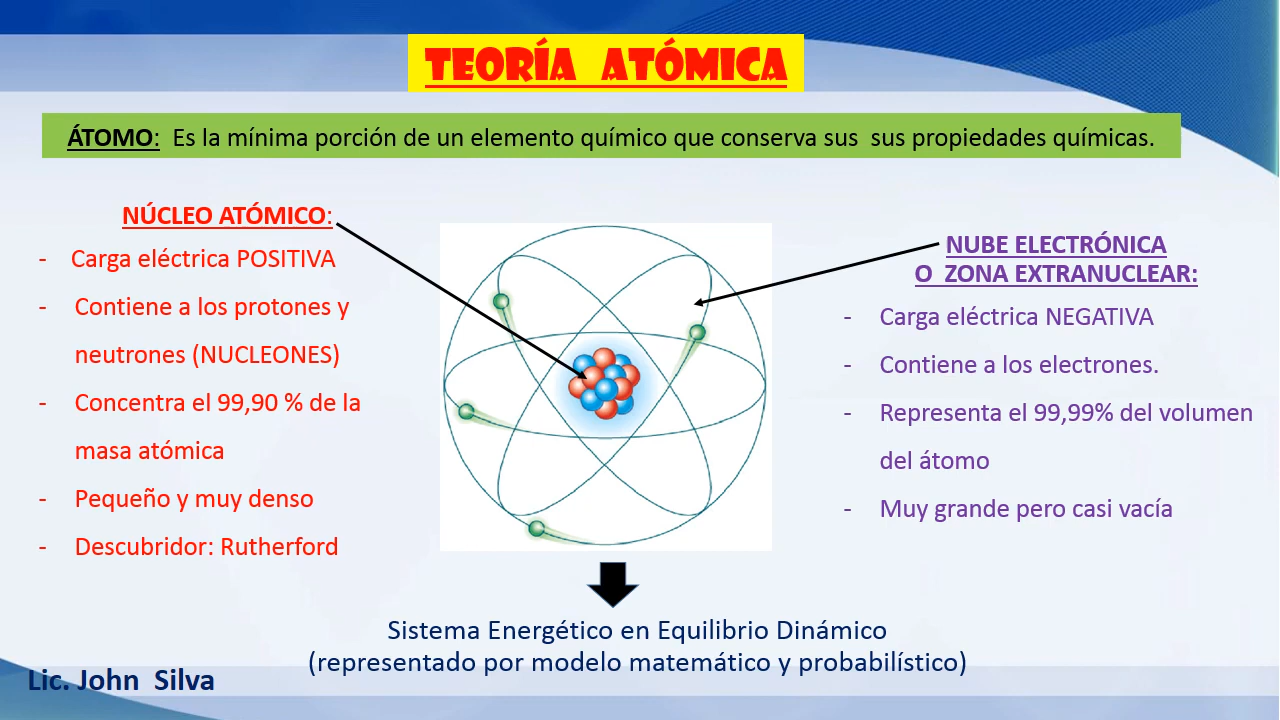 TEORÍA ATÓMICA
ÁTOMO: Es la mínima porción de un elemento químico que conserva sus sus propiedades químicas.
NÚCLEO ATÓMICO:
- Carga eléctrica POSITIVA
- Contiene a los protones y
neutrones (NUCLEONES)
- Concentra el 99,90 % de la
masa atómica
- Pequeño y muy denso
- Descubridor: Rutherford
NUBE ELECTRÓNICA
O ZONA EXTRANUCLEAR:
- Carga eléctrica NEGATIVA
- Contiene a los electrones.
- Representa el 99,99% del volumen
del átomo
- Muy grande pero casi vacía
Sistema Energético en Equilibrio Dinámico
(representado por modelo matemático y probabilístico)
Lic. John Silva